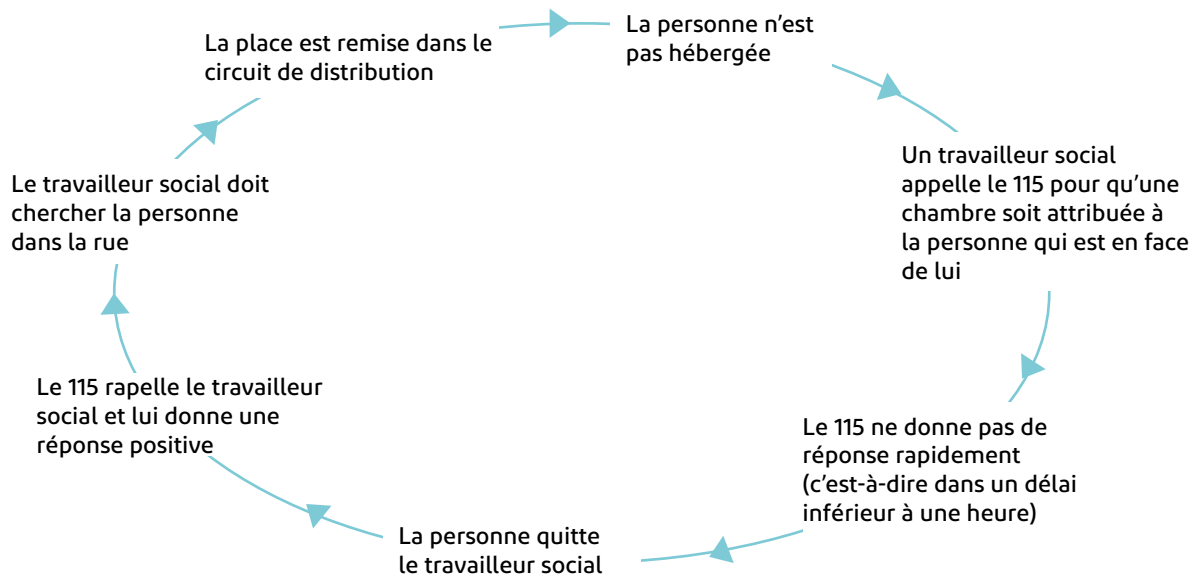 La place est remise dans le
circuit de distribution
La personne n'est
pas hébergée
Un travailleur social
appelle le 115 pour qu'une
chambre soit attribuée à
la personne qui est en face
de lui
Le 115 ne donne pas de
réponse rapidement
(c'est-à-dire dans un délai
inférieur à une heure)
La personne quitte
le travailleur social
Le 115 rapelle le travailleur
social et lui donne une
réponse positive
Le travailleur social doit
chercher la personne
dans la rue